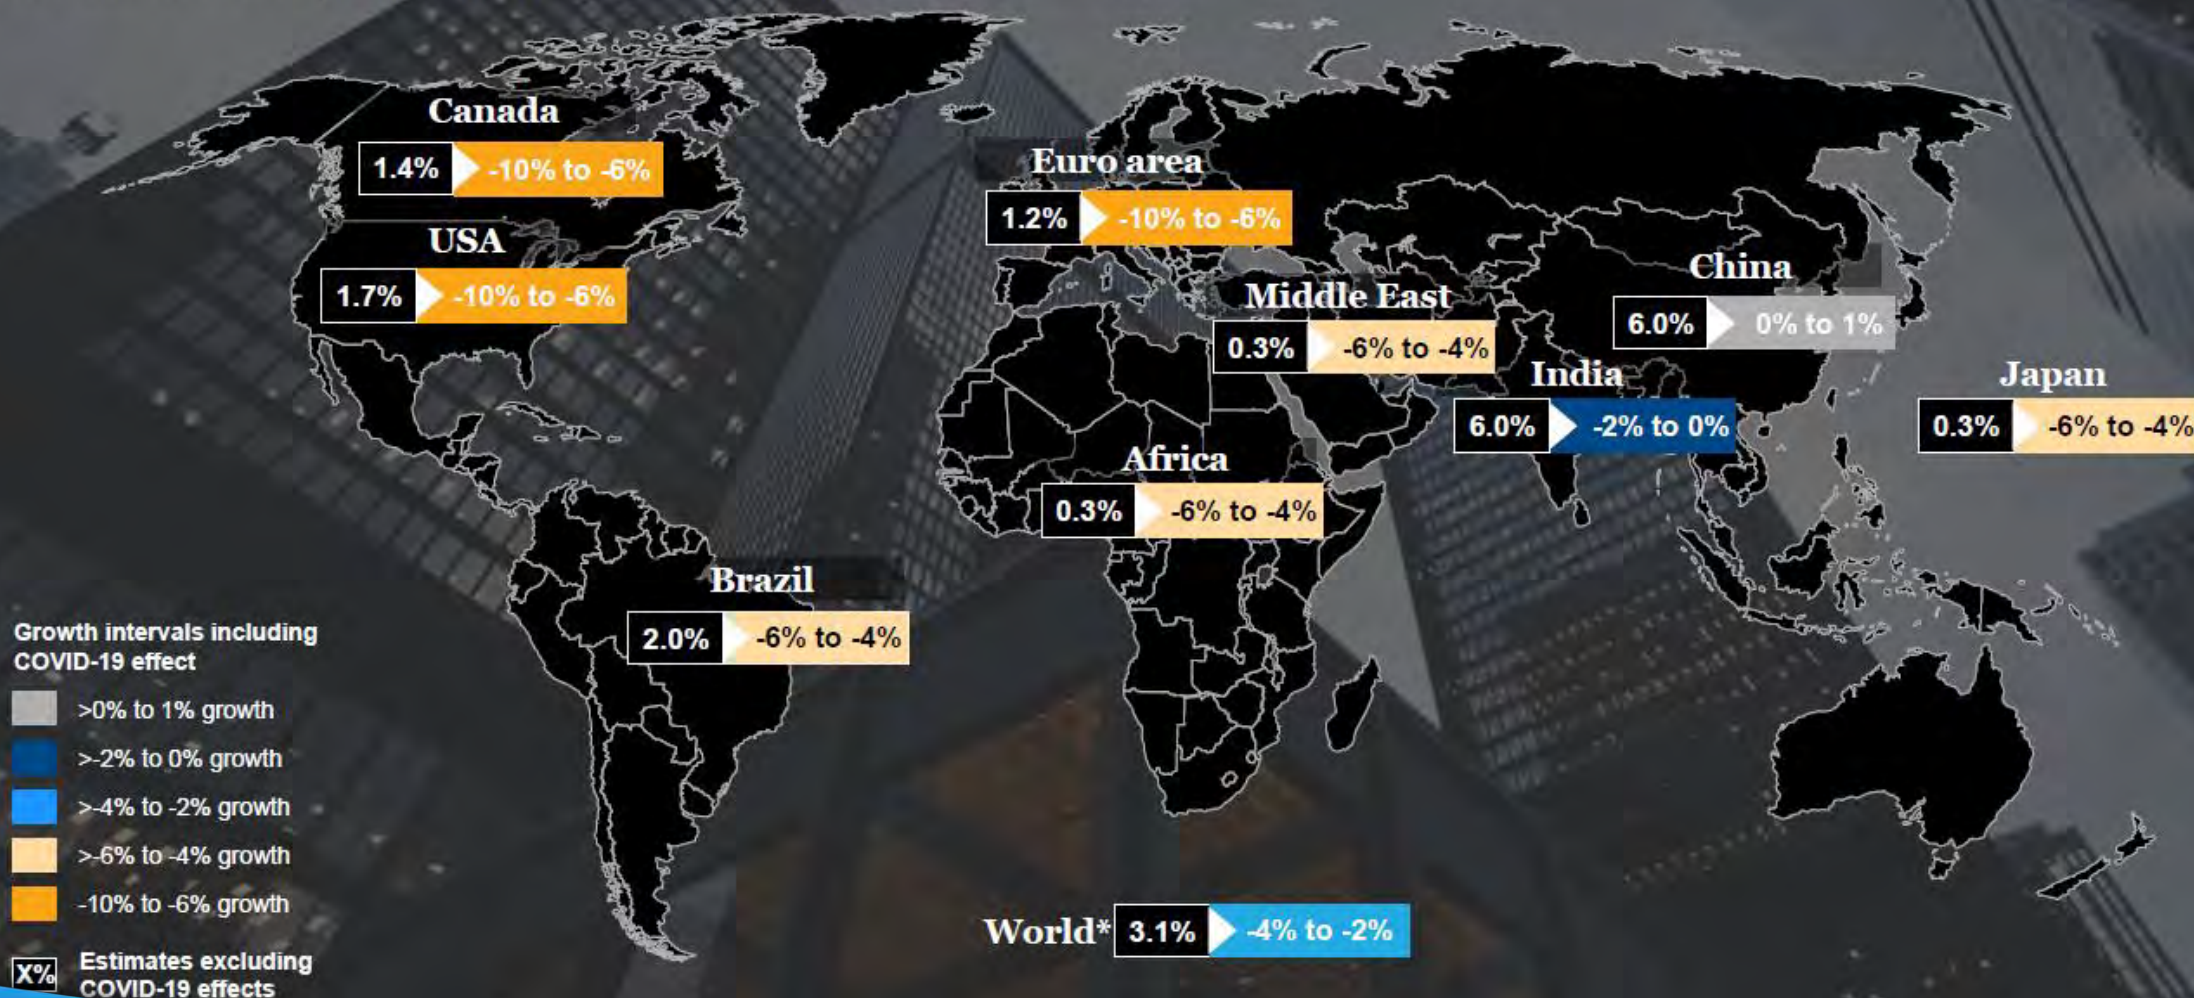 Canada
1.4% -10% to -6%
USA
1.7% -10% to -6%
Euro area
1.2% -10% to -6%
Middle East
0.3% -6% to -4%
China
6.0% 0% to 1%
India
6.0% -2% to 0%
Japan
0.3% -6% to -4%
Africa
0.3% -6% to -4%
Brazil
2.0% -6% to -4%
Growth intervals including
COVID-19 effect
>0% to 1% growth
>-2% to 0% growth
>-4% to -2% growth
>-6% to -4% growth
-10% to -6% growth
X% Estimates excluding
COVID-19 effects
World* 3.1% -4% to -2%